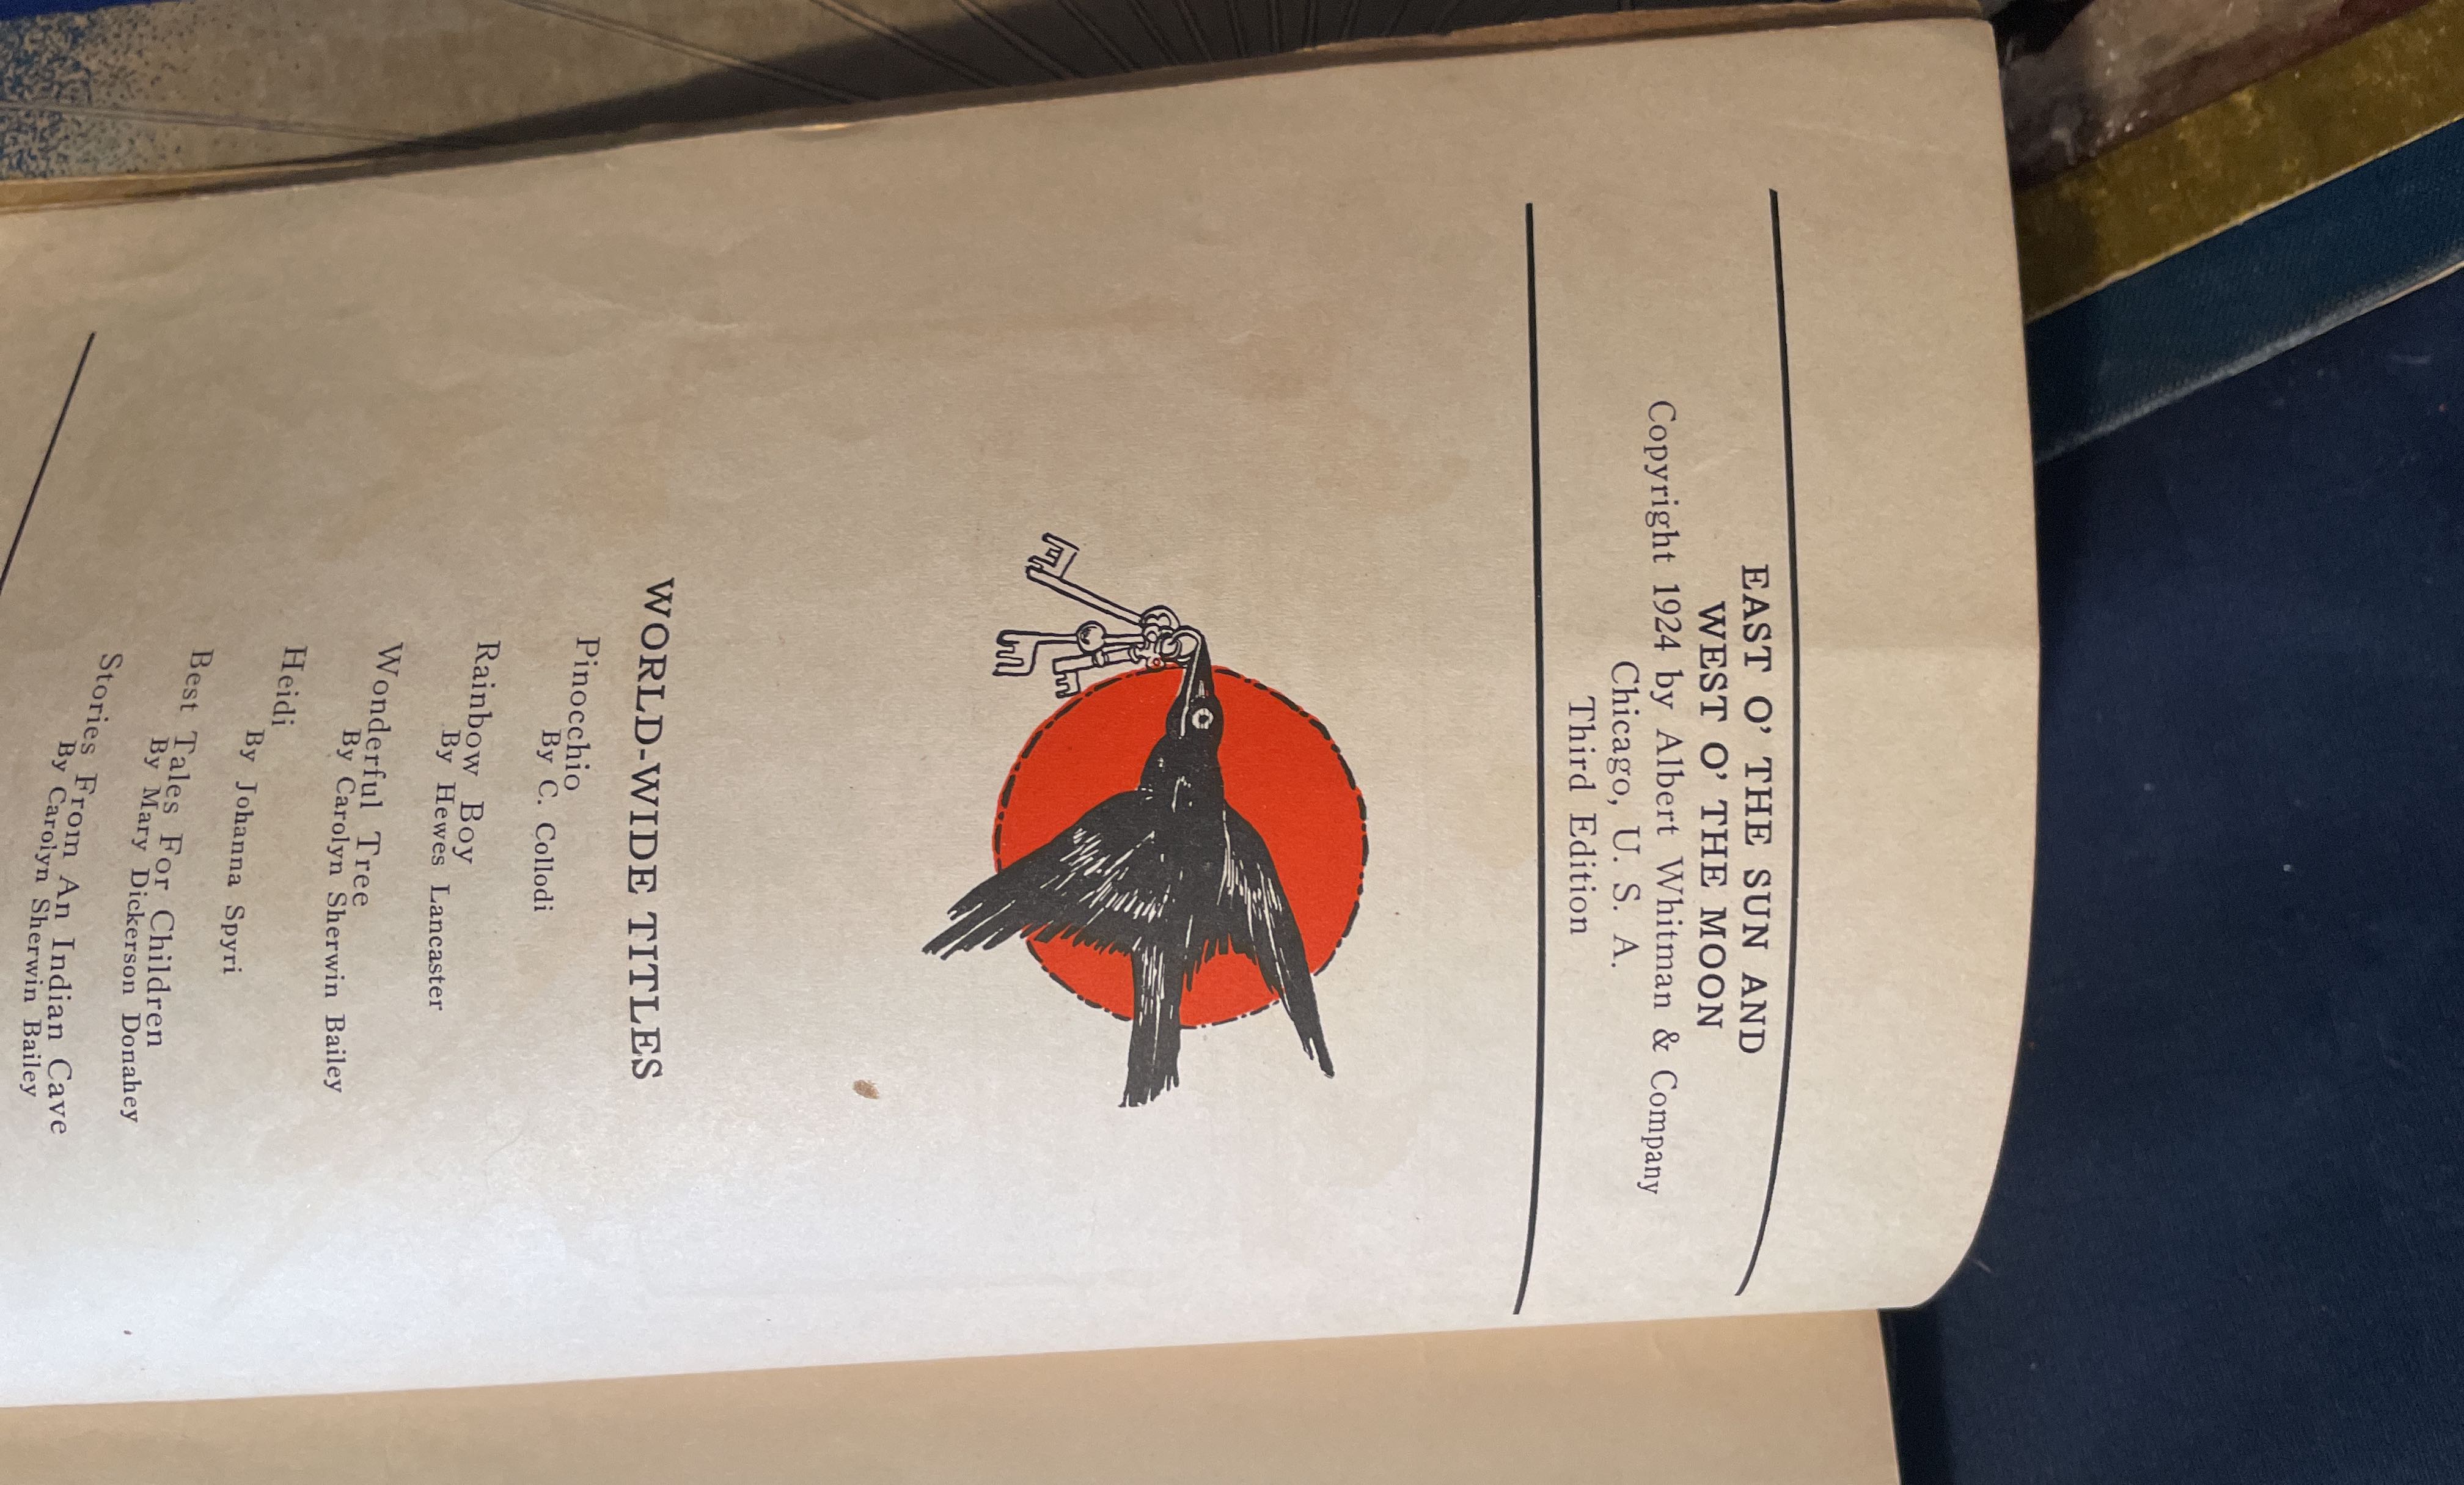 EAST O' THE SUN AND
WEST O' THE MOON
Copyright 1924 by Albert Whitman & Company
Chicago, U. S. A.
Third Edition
WORLD-WIDE TITLES
Pinocchio
By C. Collodi
Rainbow Boy
By Hewes Lancaster
Wonderful Tree
By Carolyn Sherwin Bailey
Heidi
By Johanna Spyri
Best Tales For Children
By Mary Dickerson Donahey
Stories From An Indian Cave
By Carolyn Sherwin Bailey